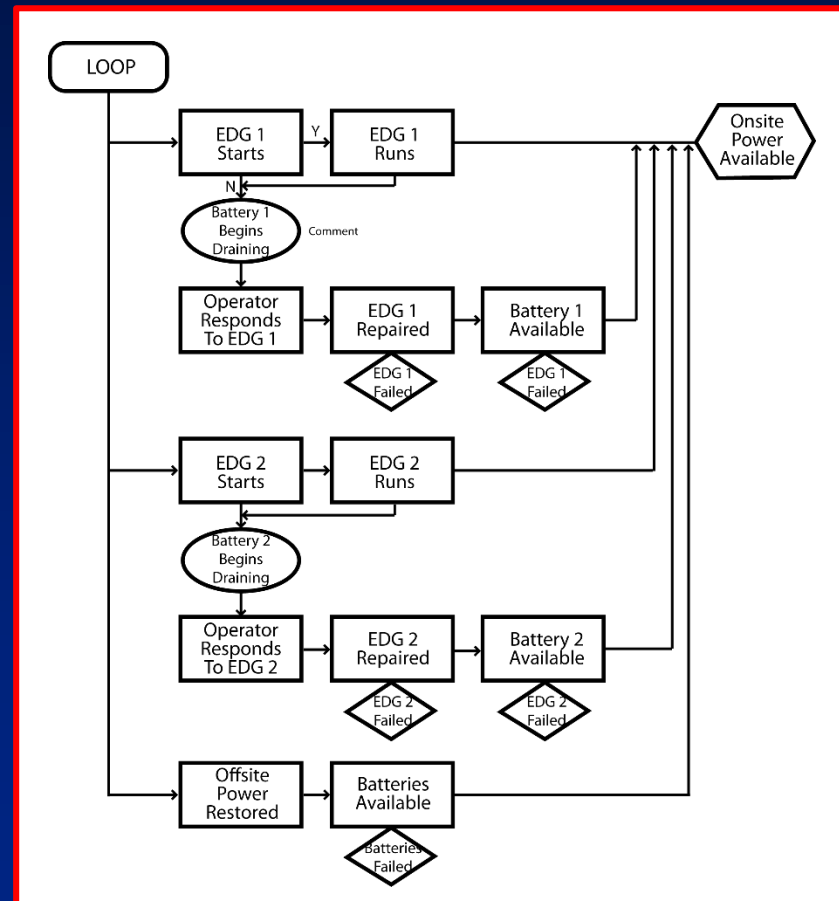 LOOP
EDG 1
Starts
Y
EDG 1
Runs
Onsite
Power
Available
N
Battery 1
Begins
Draining
Comment
Operator
Responds
To EDG 1
EDG 1
Repaired
Battery 1
Available
EDG 1
Failed
EDG 1
Failed
EDG 2
Starts
EDG 2
Runs
Battery 2
Begins
Draining
Operator
Responds
To EDG 2
EDG 2
Repaired
Battery 2
Available
EDG 2
Failed
EDG 2
Failed
Offsite
Power
Restored
Batteries
Available
Batteries
Failed